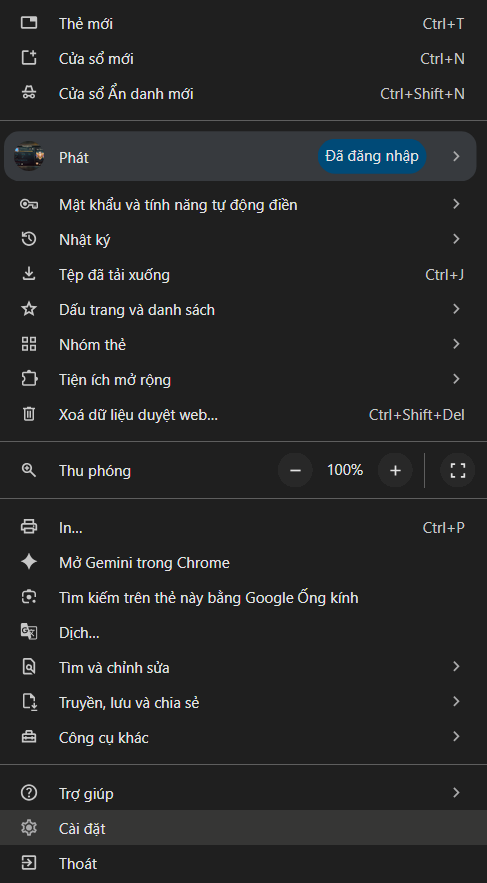 Thẻ mới Ctrl+T
Cửa sổ mới Ctrl+N
Cửa sổ Ẩn danh mới Ctrl+Shift+N
Phát Đã đăng nhập
Mật khẩu và tính năng tự động điền
Nhật ký
Tệp đã tải xuống Ctrl+J
Dấu trang và danh sách
Nhóm thẻ
Tiện ích mở rộng
Xoá dữ liệu duyệt web... Ctrl+Shift+Del
Thu phóng − 100% +
In... Ctrl+P
Mở Gemini trong Chrome
Tìm kiếm trên thẻ này bằng Google Ống kính
Dịch...
Tìm và chỉnh sửa
Truyền, lưu và chia sẻ
Công cụ khác
Trợ giúp
Cài đặt
Thoát